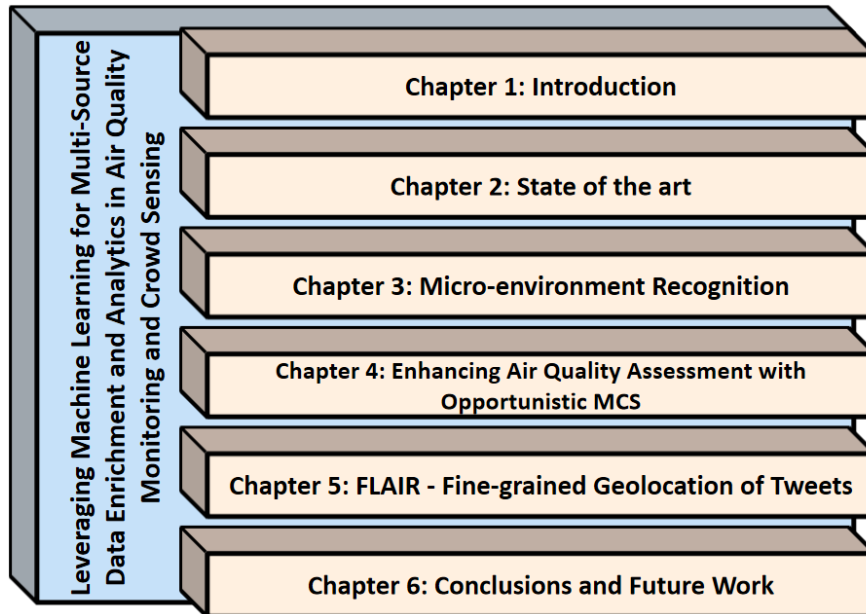 Leveraging Machine Learning for Multi-Source
Data Enrichment and Analytics in Air Quality
Monitoring and Crowd Sensing
Chapter 1: Introduction
Chapter 2: State of the art
Chapter 3: Micro-environment Recognition
Chapter 4: Enhancing Air Quality Assessment with
Opportunistic MCS
Chapter 5: FLAIR - Fine-grained Geolocation of Tweets
Chapter 6: Conclusions and Future Work